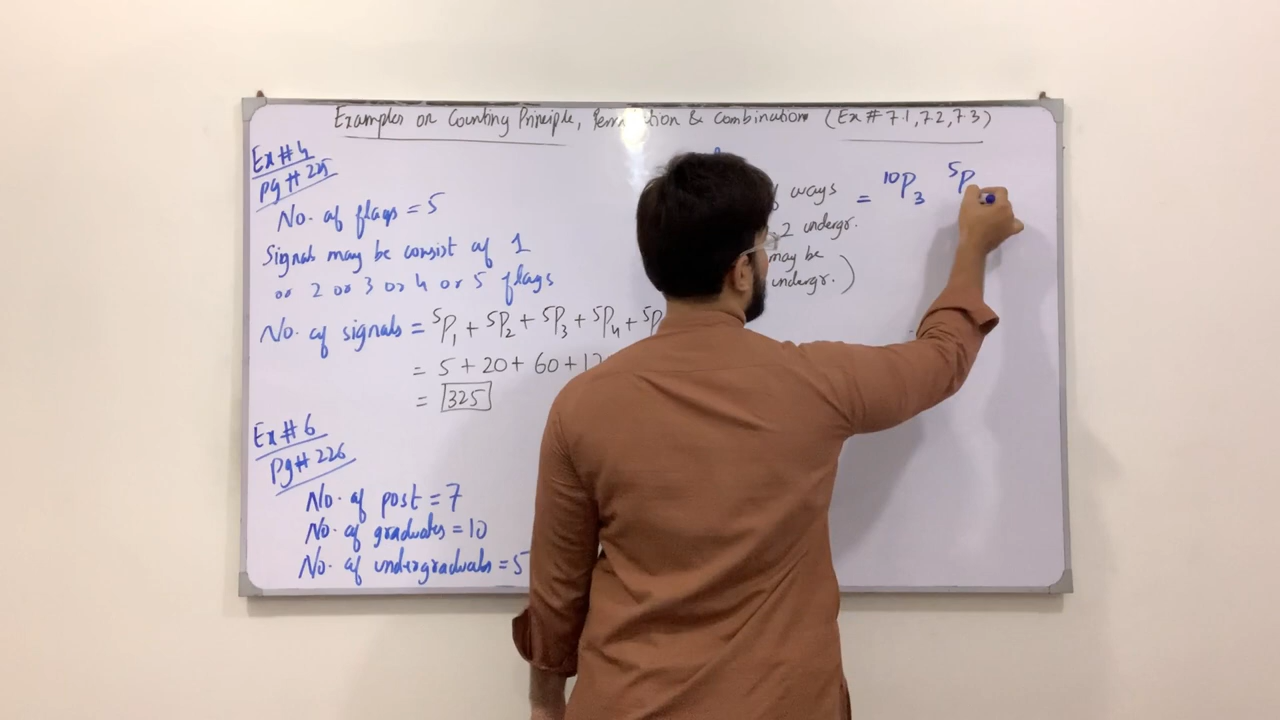 Examples on Counting Principle, & Combination (Ex # 7.1, 7.2, 7.3)
Ex # 4
Pg # 225
No. of flags = 5
Signal may be consist of 1
or 2 or 3 or 4 or 5 flags
No. of signals = ⁵P₁ + ⁵P₂ + ⁵P₃ + ⁵P₄ + ⁵P
= 5 + 20 + 60 +
= 325
Ex # 6
Pg # 226
No. of post = 7
No. of graduates = 10
No. of undergraduates = 5
ways = ¹⁰P₃ ⁵P
2 undergr.
may be
undergr.)